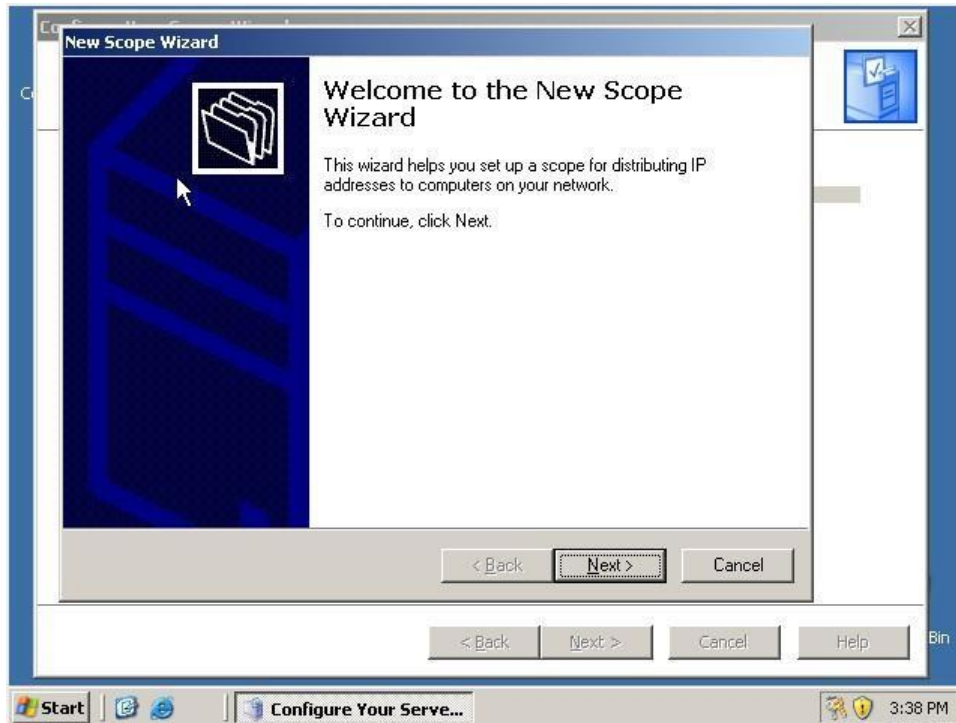 New Scope Wizard
Welcome to the New Scope
Wizard
This wizard helps you set up a scope for distributing IP
addresses to computers on your network.
To continue, click Next.
< Back Next > Cancel
< Back Next > Cancel Help
Bin
Start Configure Your Serve... 3:38 PM